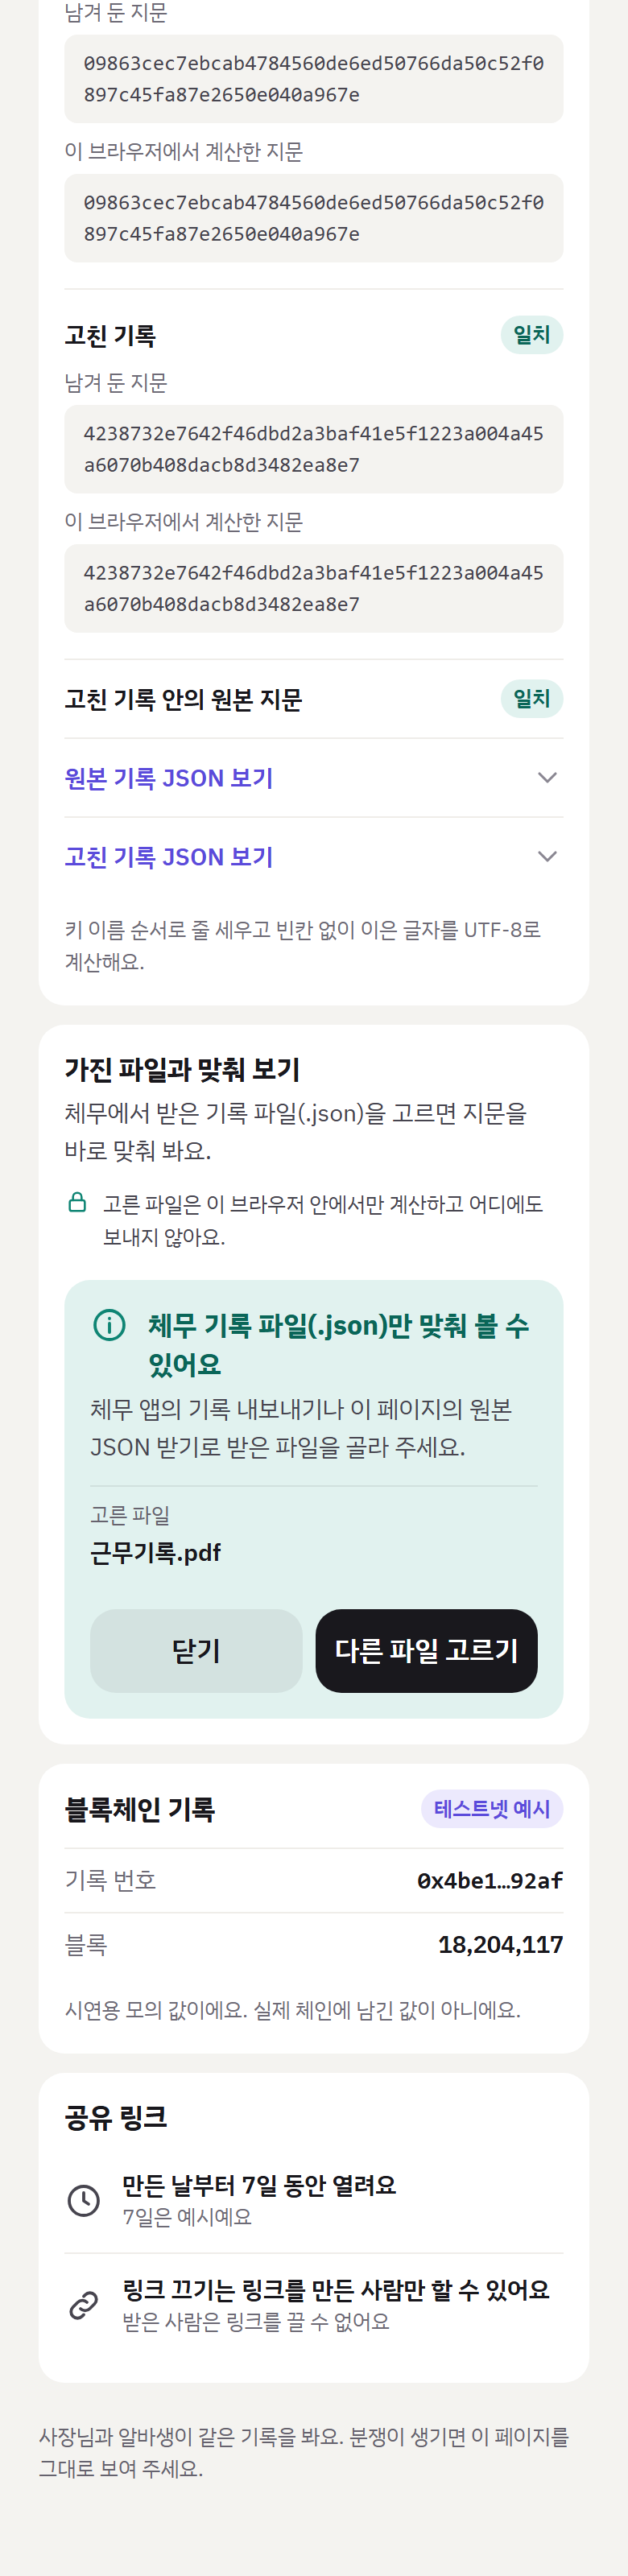 남겨 둔 지문
09863cec7ebcab4784560de6ed50766da50c52f0
897c45fa87e2650e040a967e
이 브라우저에서 계산한 지문
09863cec7ebcab4784560de6ed50766da50c52f0
897c45fa87e2650e040a967e
고친 기록
일치
남겨 둔 지문
4238732e7642f46dbd2a3baf41e5f1223a004a45
a6070b408dacb8d3482ea8e7
이 브라우저에서 계산한 지문
4238732e7642f46dbd2a3baf41e5f1223a004a45
a6070b408dacb8d3482ea8e7
고친 기록 안의 원본 지문
일치
원본 기록 JSON 보기
고친 기록 JSON 보기
키 이름 순서로 줄 세우고 빈칸 없이 이은 글자를 UTF-8로
계산해요.
가진 파일과 맞춰 보기
체무에서 받은 기록 파일(.json)을 고르면 지문을
바로 맞춰 봐요.
고른 파일은 이 브라우저 안에서만 계산하고 어디에도
보내지 않아요.
체무 기록 파일(.json)만 맞춰 볼 수
있어요
체무 앱의 기록 내보내기나 이 페이지의 원본
JSON 받기로 받은 파일을 골라 주세요.
고른 파일
근무기록.pdf
닫기
다른 파일 고르기
블록체인 기록
테스트넷 예시
기록 번호
0x4be1…92af
블록
18,204,117
시연용 모의 값이에요. 실제 체인에 남긴 값이 아니에요.
공유 링크
만든 날부터 7일 동안 열려요
7일은 예시예요
링크 끄기는 링크를 만든 사람만 할 수 있어요
받은 사람은 링크를 끌 수 없어요
사장님과 알바생이 같은 기록을 봐요. 분쟁이 생기면 이 페이지를
그대로 보여 주세요.